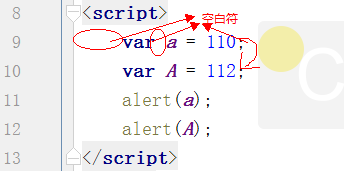 8 <script> 空白符
9 var a = 110;
10 var A = 112;
11 alert(a);
12 alert(A);
13 </script>
C